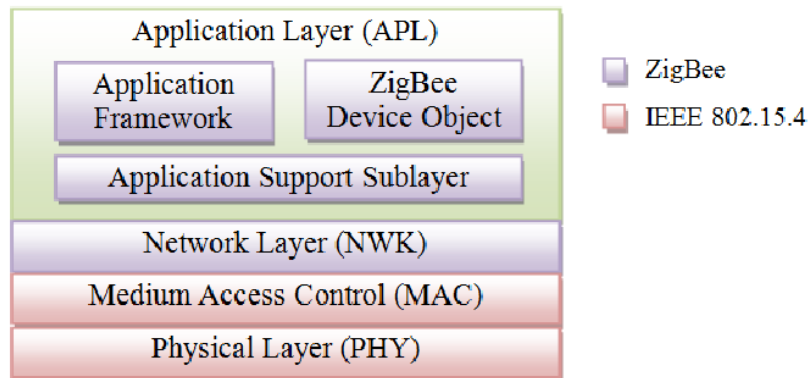 Application Layer (APL)
Application
Framework
ZigBee
Device Object
Application Support Sublayer
Network Layer (NWK)
Medium Access Control (MAC)
Physical Layer (PHY)
ZigBee
IEEE 802.15.4